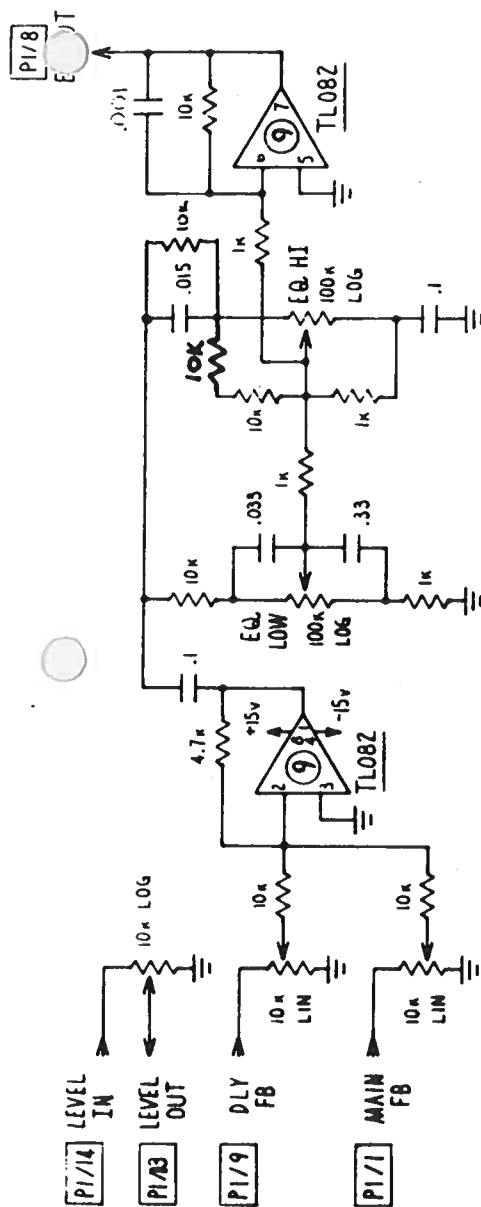 P1/14
LEVEL IN
P1/13
LEVEL OUT
10K LOG
P1/9
DLY FB
10K LIN
10K
P1/1
MAIN FB
10K LIN
10K
4.7K
.1
+15V
-15V
2
3
8
1
4
9
TL082
10K
EQ LOW
100K LOG
.033
.33
1K
1K
10K
.015
10K
10K
EQ HI
100K LOG
1K
.1
1K
10K
6
5
7
9
TL082
P1/8